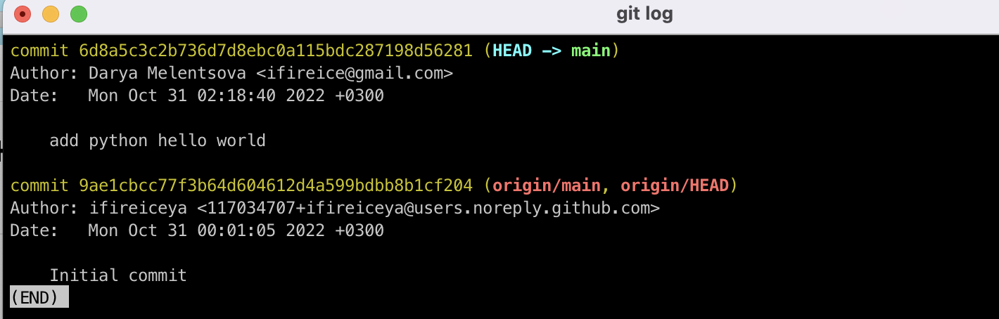 git log
commit 6d8a5c3c2b736d7d8ebc0a115bdc287198d56281 (HEAD -> main)
Author: Darya Melentsova <ifireice@gmail.com>
Date:   Mon Oct 31 02:18:40 2022 +0300
    add python hello world
commit 9ae1cbcc77f3b64d604612d4a599bdbb8b1cf204 (origin/main, origin/HEAD)
Author: ifireiceya <117034707+ifireiceya@users.noreply.github.com>
Date:   Mon Oct 31 00:01:05 2022 +0300
    Initial commit
(END)